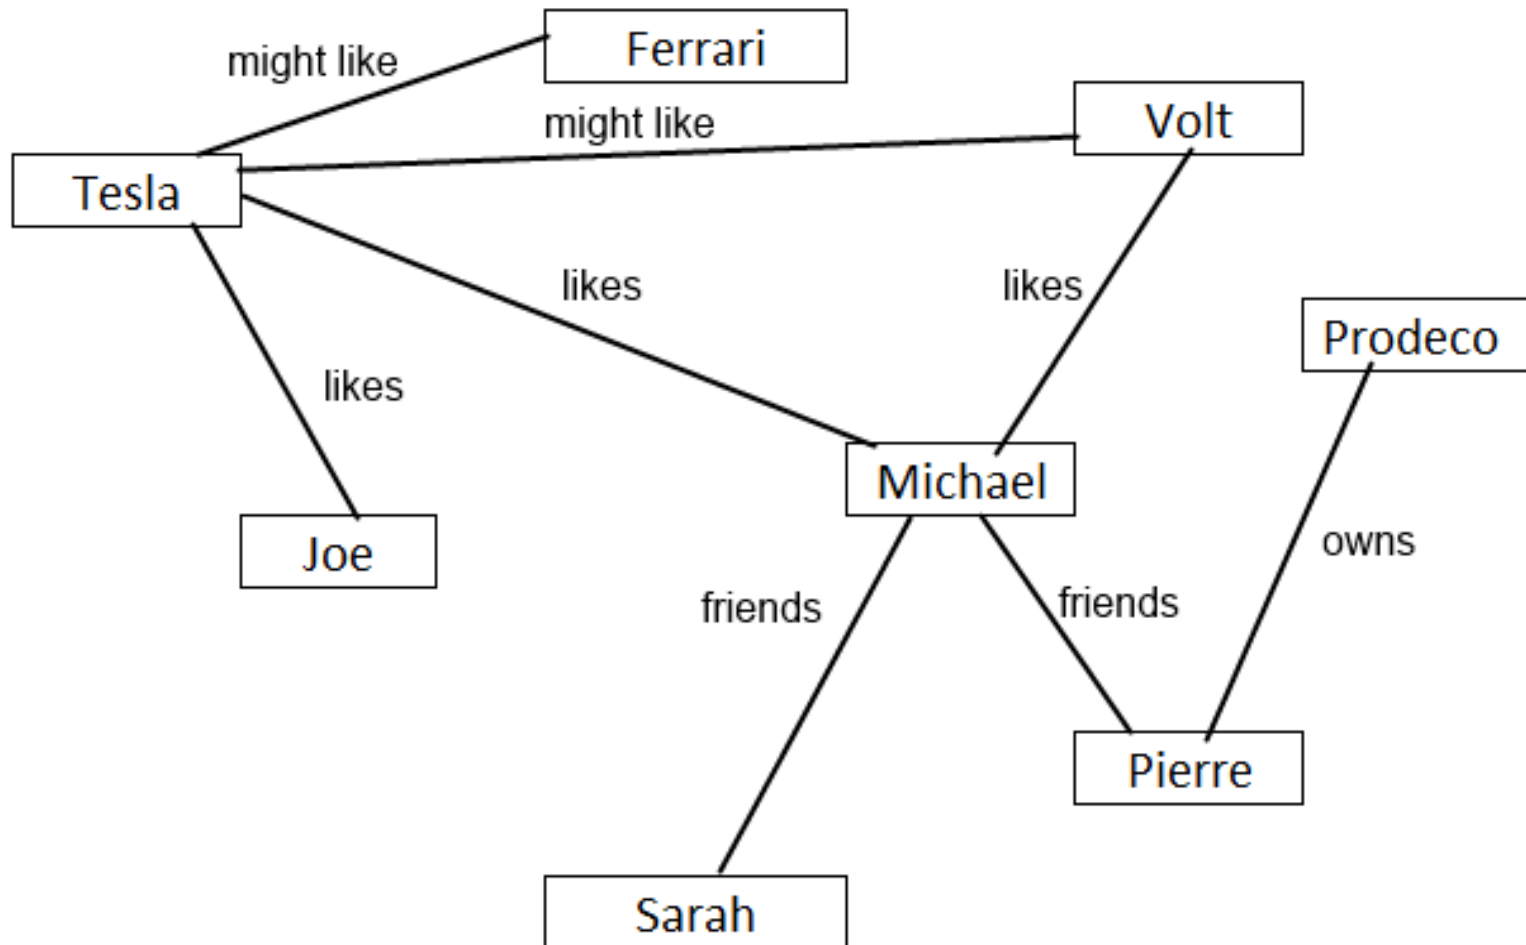 Ferrari
might like
Volt
might like
Tesla
likes
likes
Prodeco
likes
Michael
owns
Joe
friends
friends
Pierre
Sarah